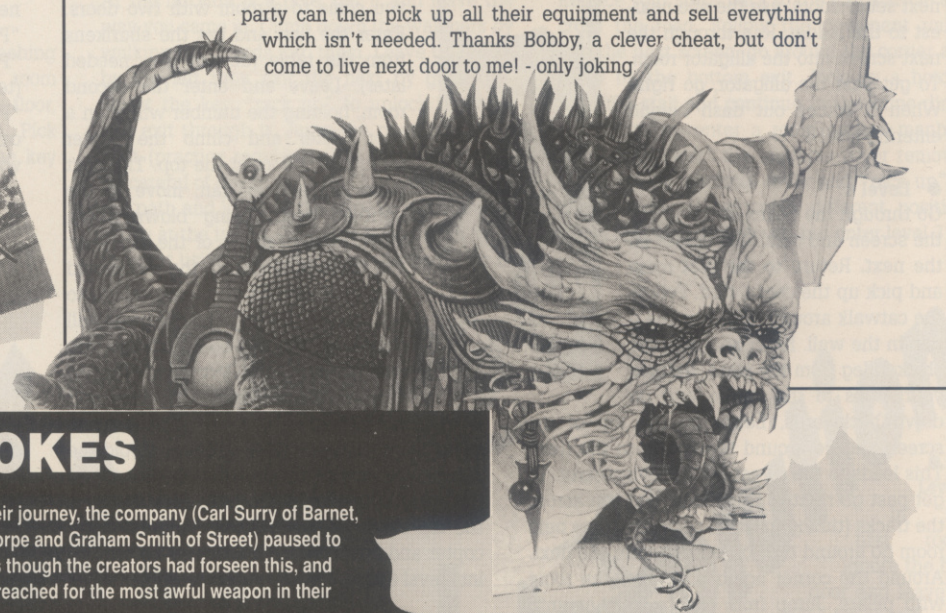 party can then pick up all their equipment and sell everything
which isn't needed. Thanks Bobby, a clever cheat, but don't
come to live next door to me! - only joking.
OKES
eir journey, the company (Carl Surry of Barnet,
orpe and Graham Smith of Street) paused to
s though the creators had forseen this, and
reached for the most awful weapon in their